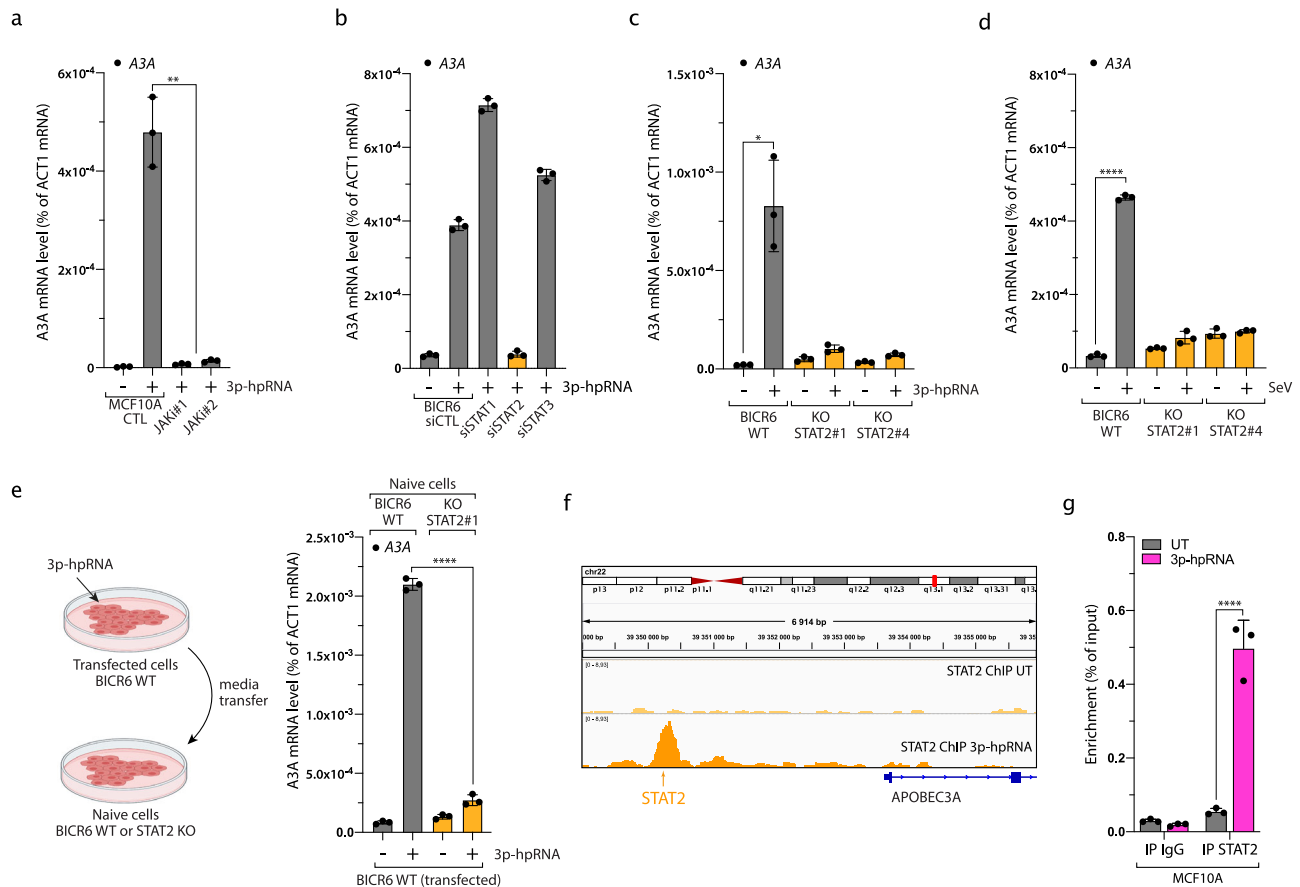 a
A3A
**
A3A mRNA level (% of ACT1 mRNA)
6x10-4
4x10-4
2x10-4
0
- + + + 3p-hpRNA
MCF10A
CTL
JAKi#1
JAKi#2
b
A3A
A3A mRNA level (% of ACT1 mRNA)
8x10-4
6x10-4
4x10-4
2x10-4
0
- + + + + 3p-hpRNA
BICR6
siCTL
siSTAT1
siSTAT2
siSTAT3
c
A3A
*
A3A mRNA level (% of ACT1 mRNA)
1.5x10-3
1.0x10-3
5.0x10-4
0.0
- + - + - + 3p-hpRNA
BICR6
WT
KO
STAT2#1
KO
STAT2#4
d
A3A
****
A3A mRNA level (% of ACT1 mRNA)
8x10-4
6x10-4
4x10-4
2x10-4
0
- + - + - + SeV
BICR6
WT
KO
STAT2#1
KO
STAT2#4
e
3p-hpRNA
Transfected cells
BICR6 WT
media
transfer
Naive cells
BICR6 WT or STAT2 KO
Naive cells
BICR6
WT
KO
STAT2#1
A3A
****
A3A mRNA level (% of ACT1 mRNA)
2.5x10-3
2.0x10-3
1.5x10-3
1.0x10-3
5.0x10-4
0.0
- + - + 3p-hpRNA
BICR6 WT (transfected)
f
chr22
p13 p12 p11.2 p11.1 q11.21 q11.23 q12.2 q12.3 q13.1 q13.2 q13.31 q13.
6 914 bp
000 bp 39 350 000 bp 39 351 000 bp 39 352 000 bp 39 353 000 bp 39 354 000 bp 39 355 000 bp 39 35
[0 - 8,93]
STAT2 ChIP UT
[0 - 8,93]
STAT2 ChIP 3p-hpRNA
STAT2
APOBEC3A
g
UT
3p-hpRNA
****
Enrichment (% of input)
0.8
0.6
0.4
0.2
0.0
IP IgG IP STAT2
MCF10A